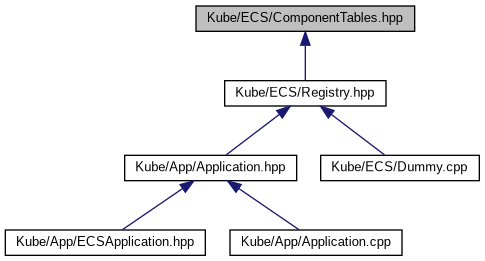 Kube/ECS/ComponentTables.hpp
Kube/ECS/Registry.hpp
Kube/App/Application.hpp
Kube/ECS/Dummy.cpp
Kube/App/ECSApplication.hpp
Kube/App/Application.cpp